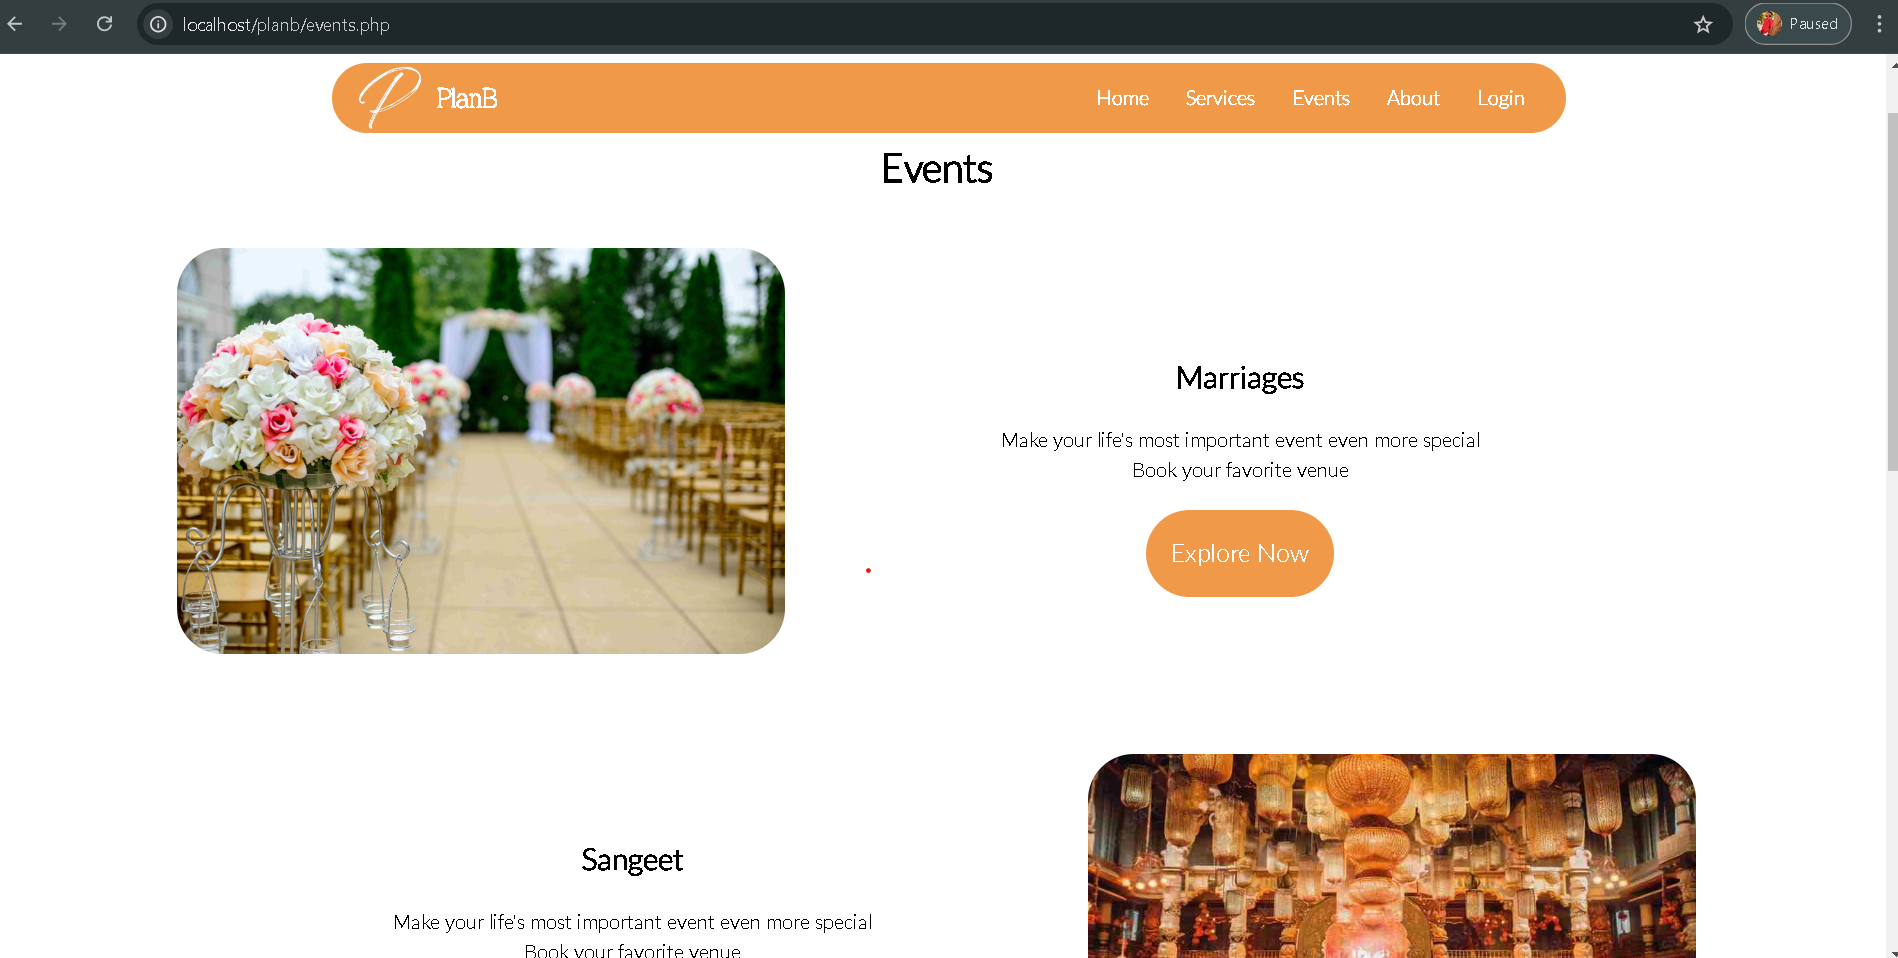 localhost/planb/events.php
Paused
P PlanB
Home Services Events About Login
Events
Marriages
Make your life's most important event even more special
Book your favorite venue
Explore Now
Sangeet
Make your life's most important event even more special
Book your favorite venue